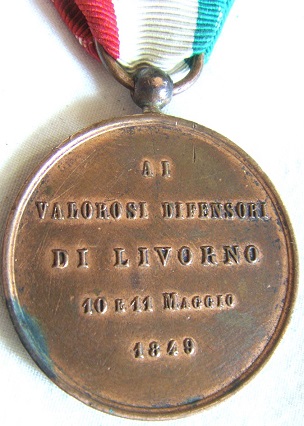 AI
VALOROSI DIFENSORI
DI LIVORNO
10 E 11 MAGGIO
1849